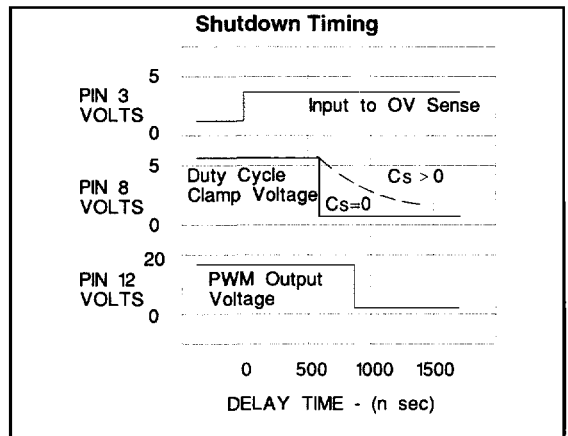 Shutdown Timing
5
PIN 3
VOLTS
0
Input to OV Sense
5
PIN 8
VOLTS
0
Duty Cycle
Clamp Voltage
Cs > 0
Cs=0
20
PIN 12
VOLTS
0
PWM Output
Voltage
0 500 1000 1500
DELAY TIME - (n sec)